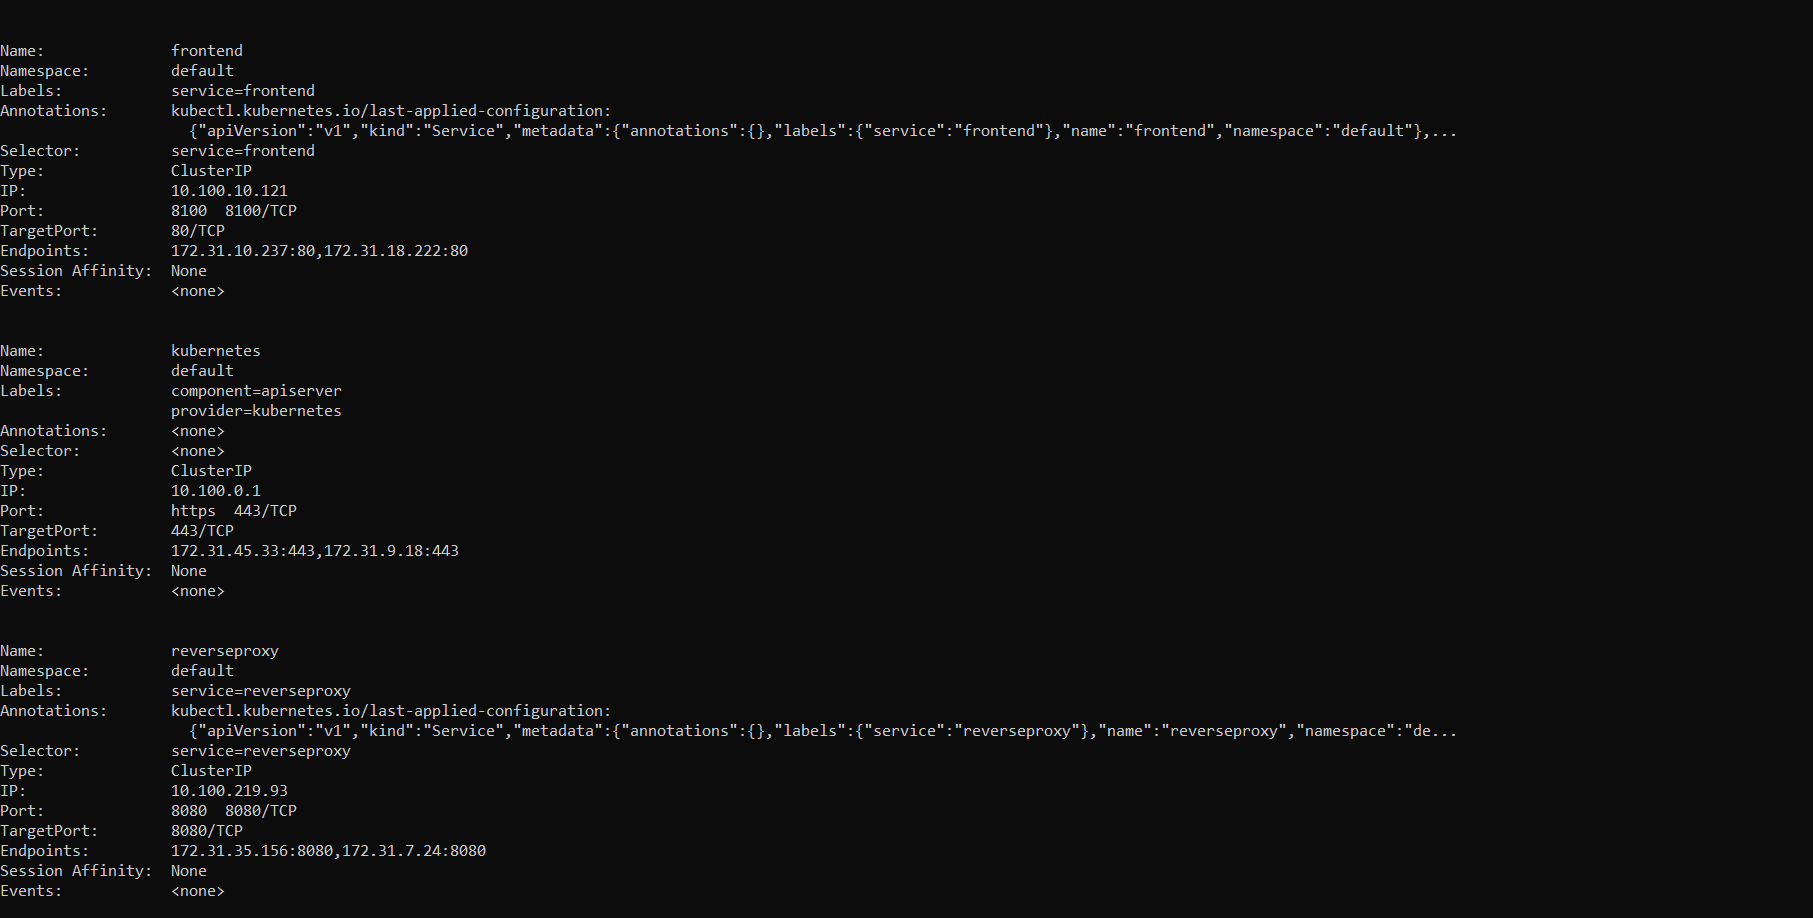 Name:              frontend
Namespace:         default
Labels:            service=frontend
Annotations:       kubectl.kubernetes.io/last-applied-configuration:
                     {"apiVersion":"v1","kind":"Service","metadata":{"annotations":{},"labels":{"service":"frontend"},"name":"frontend","namespace":"default"},...
Selector:          service=frontend
Type:              ClusterIP
IP:                10.100.10.121
Port:              8100  8100/TCP
TargetPort:        80/TCP
Endpoints:         172.31.10.237:80,172.31.18.222:80
Session Affinity:  None
Events:            <none>
Name:              kubernetes
Namespace:         default
Labels:            component=apiserver
                   provider=kubernetes
Annotations:       <none>
Selector:          <none>
Type:              ClusterIP
IP:                10.100.0.1
Port:              https  443/TCP
TargetPort:        443/TCP
Endpoints:         172.31.45.33:443,172.31.9.18:443
Session Affinity:  None
Events:            <none>
Name:              reverseproxy
Namespace:         default
Labels:            service=reverseproxy
Annotations:       kubectl.kubernetes.io/last-applied-configuration:
                     {"apiVersion":"v1","kind":"Service","metadata":{"annotations":{},"labels":{"service":"reverseproxy"},"name":"reverseproxy","namespace":"de...
Selector:          service=reverseproxy
Type:              ClusterIP
IP:                10.100.219.93
Port:              8080  8080/TCP
TargetPort:        8080/TCP
Endpoints:         172.31.35.156:8080,172.31.7.24:8080
Session Affinity:  None
Events:            <none>